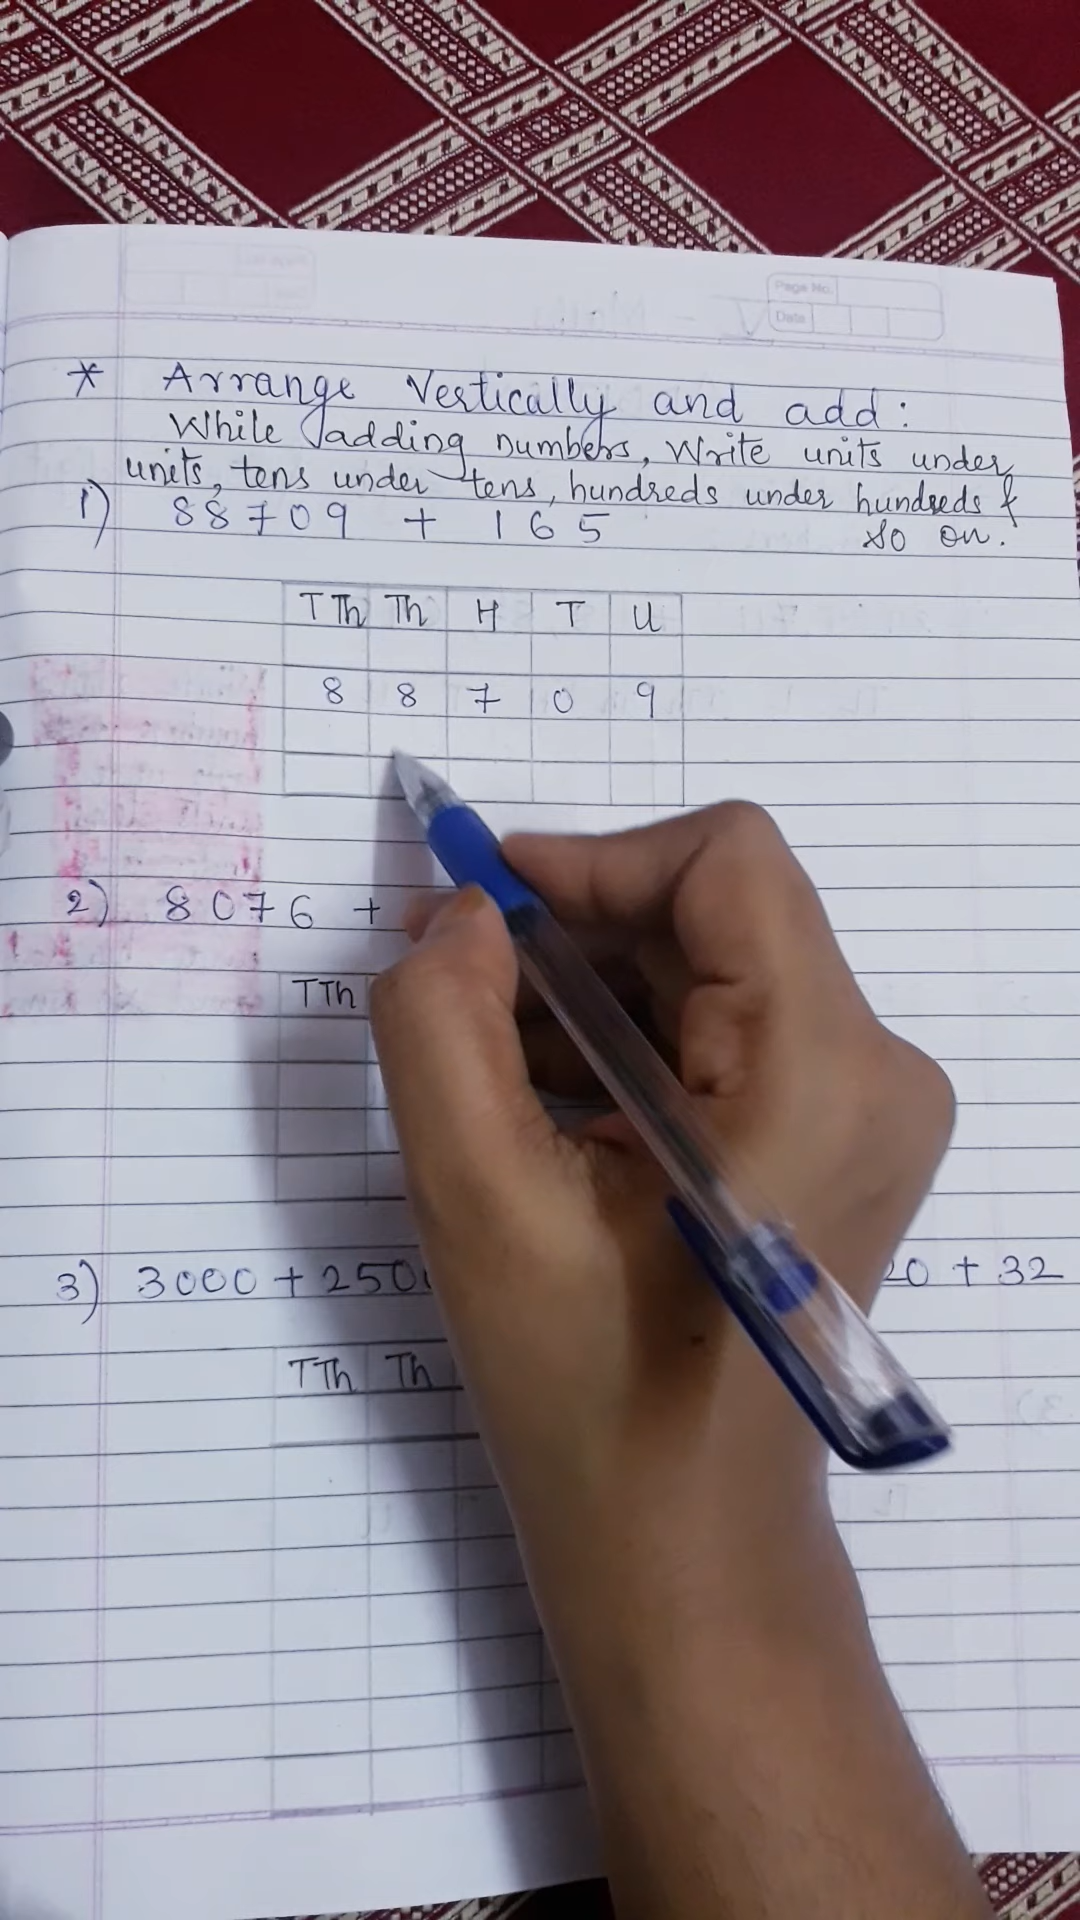 Page No.
Date
* Arrange Vertically and add:
While adding numbers, Write units under
units, tens under tens, hundreds under hundreds &
so on.
1) 88709 + 165
T Th Th H T U
8 8 7 0 9
2) 8076 +
TTh
3) 3000 + 250 20 + 32
TTh Th